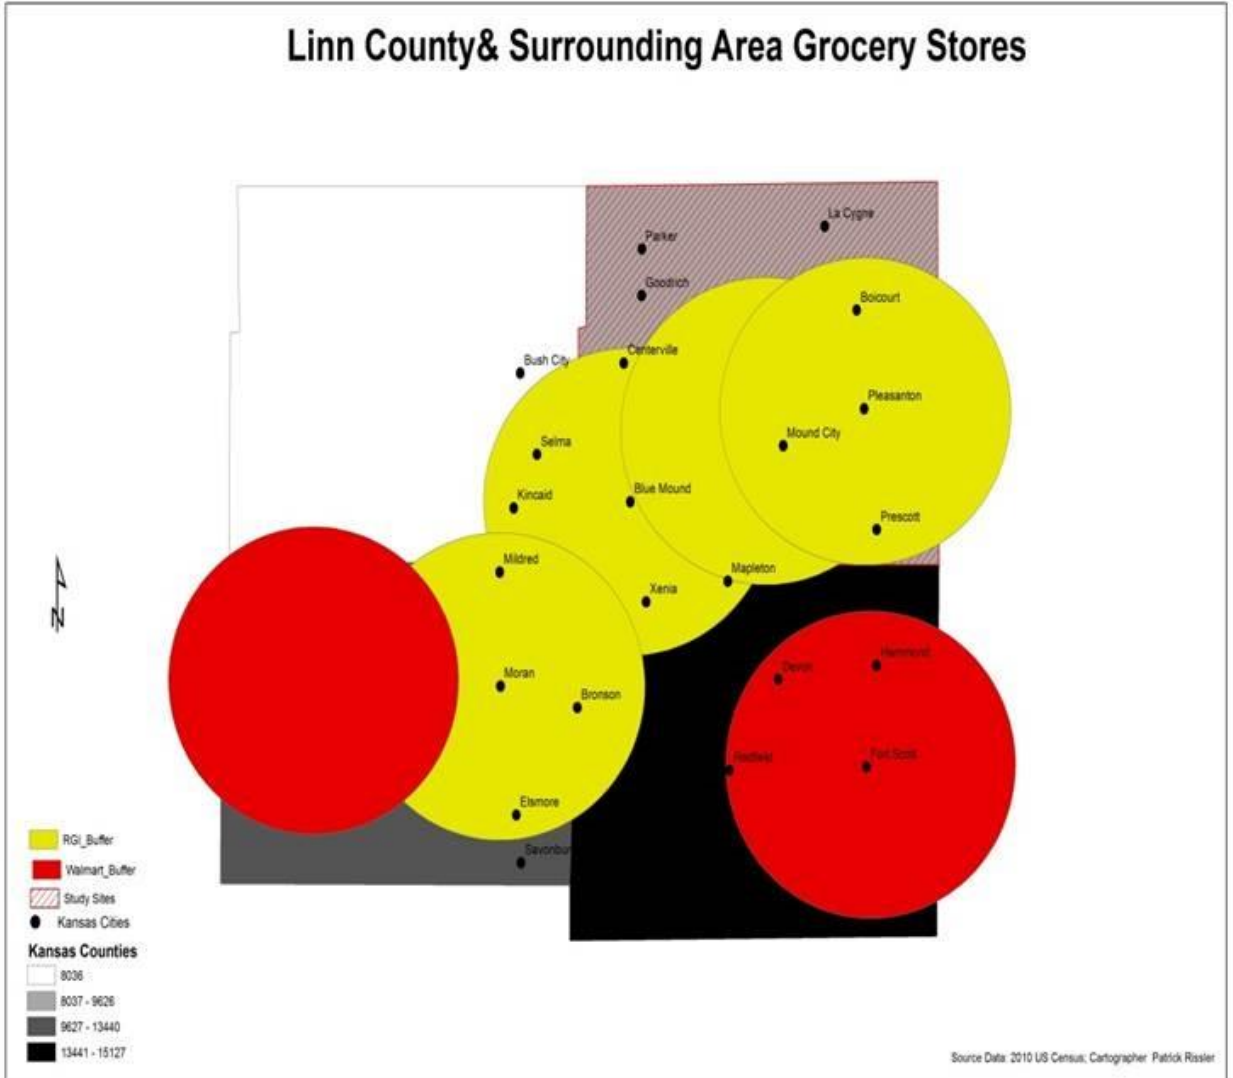 Linn County& Surrounding Area Grocery Stores
La Cygne
Parker
Goodrich
Boicourt
Centerville
Bush City
Pleasanton
Mound City
Selma
Blue Mound
Kincaid
Prescott
Mildred
Mapleton
Xenia
N
Hammond
Devon
Moran
Bronson
Redfield
Fort Scott
Elsmore
Savonbur
RGI_Buffer
Walmart_Buffer
Study Sites
Kansas Cities
Kansas Counties
8036
8037 - 9626
9627 - 13440
13441 - 15127
Source Data: 2010 US Census; Cartographer Patrick Rissler